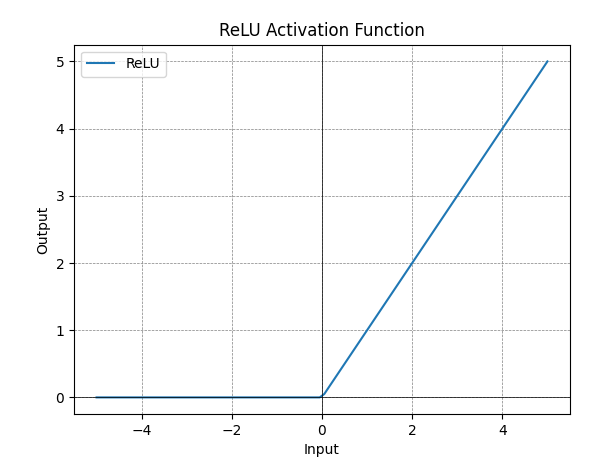 ReLU Activation Function
ReLU
5
4
3
2
1
0
Output
−4 −2 0 2 4
Input